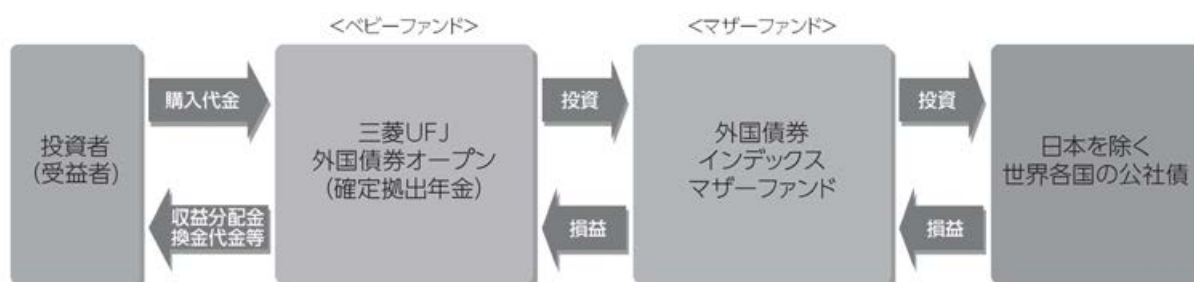 <ベビーファンド>
<マザーファンド>
投資者
(受益者)
購入代金
収益分配金
換金代金等
三菱UFJ
外国債券オープン
(確定拠出年金)
投資
損益
外国債券
インデックス
マザーファンド
投資
損益
日本を除く
世界各国の公社債